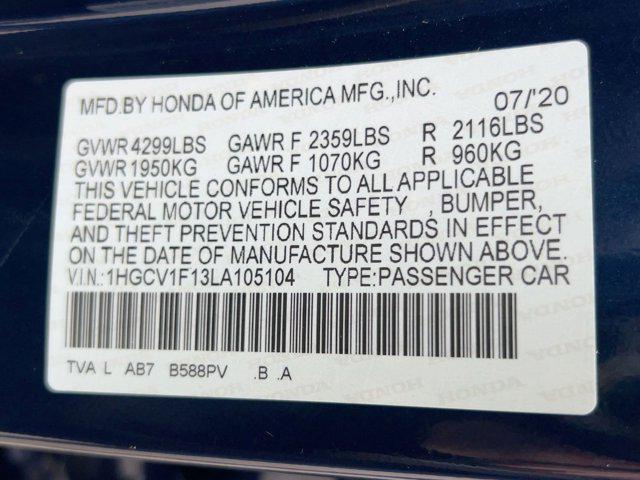 MFD.BY HONDA OF AMERICA MFG.,INC. 07/'20
GVWR 4299LBS GAWR F 2359LBS R 2116LBS
GVWR 1950KG GAWR F 1070KG R 960KG
THIS VEHICLE CONFORMS TO ALL APPLICABLE
FEDERAL MOTOR VEHICLE SAFETY , BUMPER,
AND THEFT PREVENTION STANDARDS IN EFFECT
ON THE DATE OF MANUFACTURE SHOWN ABOVE.
V.I.N.:1HGCV1F13LA105104 TYPE:PASSENGER CAR
TVA L AB7 B588PV .B .A